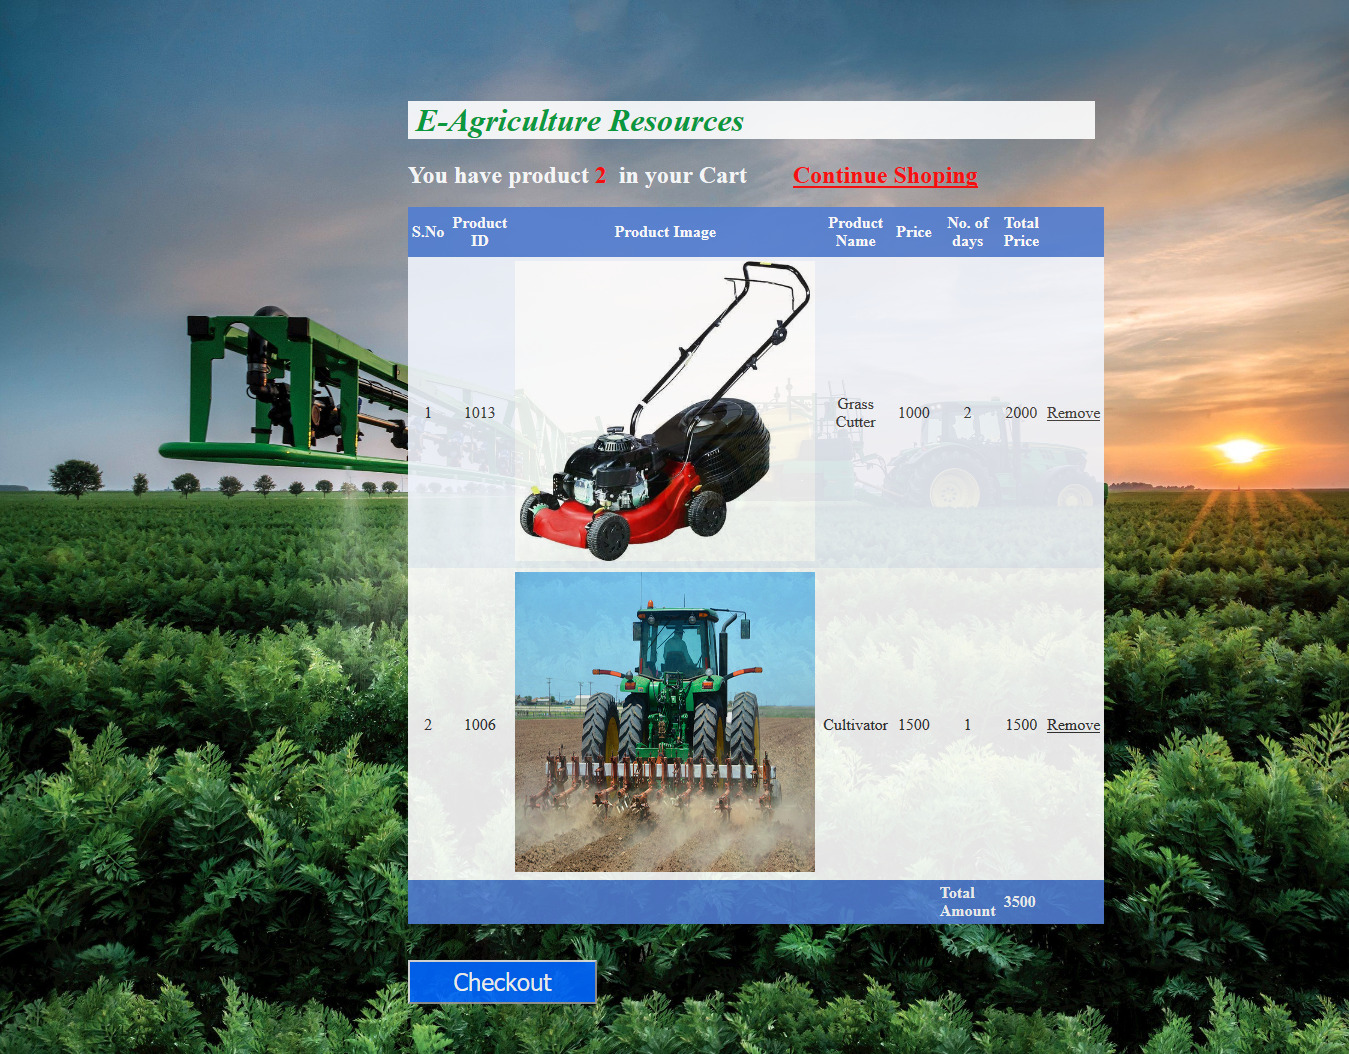 E-Agriculture Resources
You have product 2 in your Cart Continue Shoping
S.No Product ID Product Image Product Name Price No. of days Total Price
1 1013 Grass Cutter 1000 2 2000 Remove
2 1006 Cultivator 1500 1 1500 Remove
Total Amount 3500
Checkout